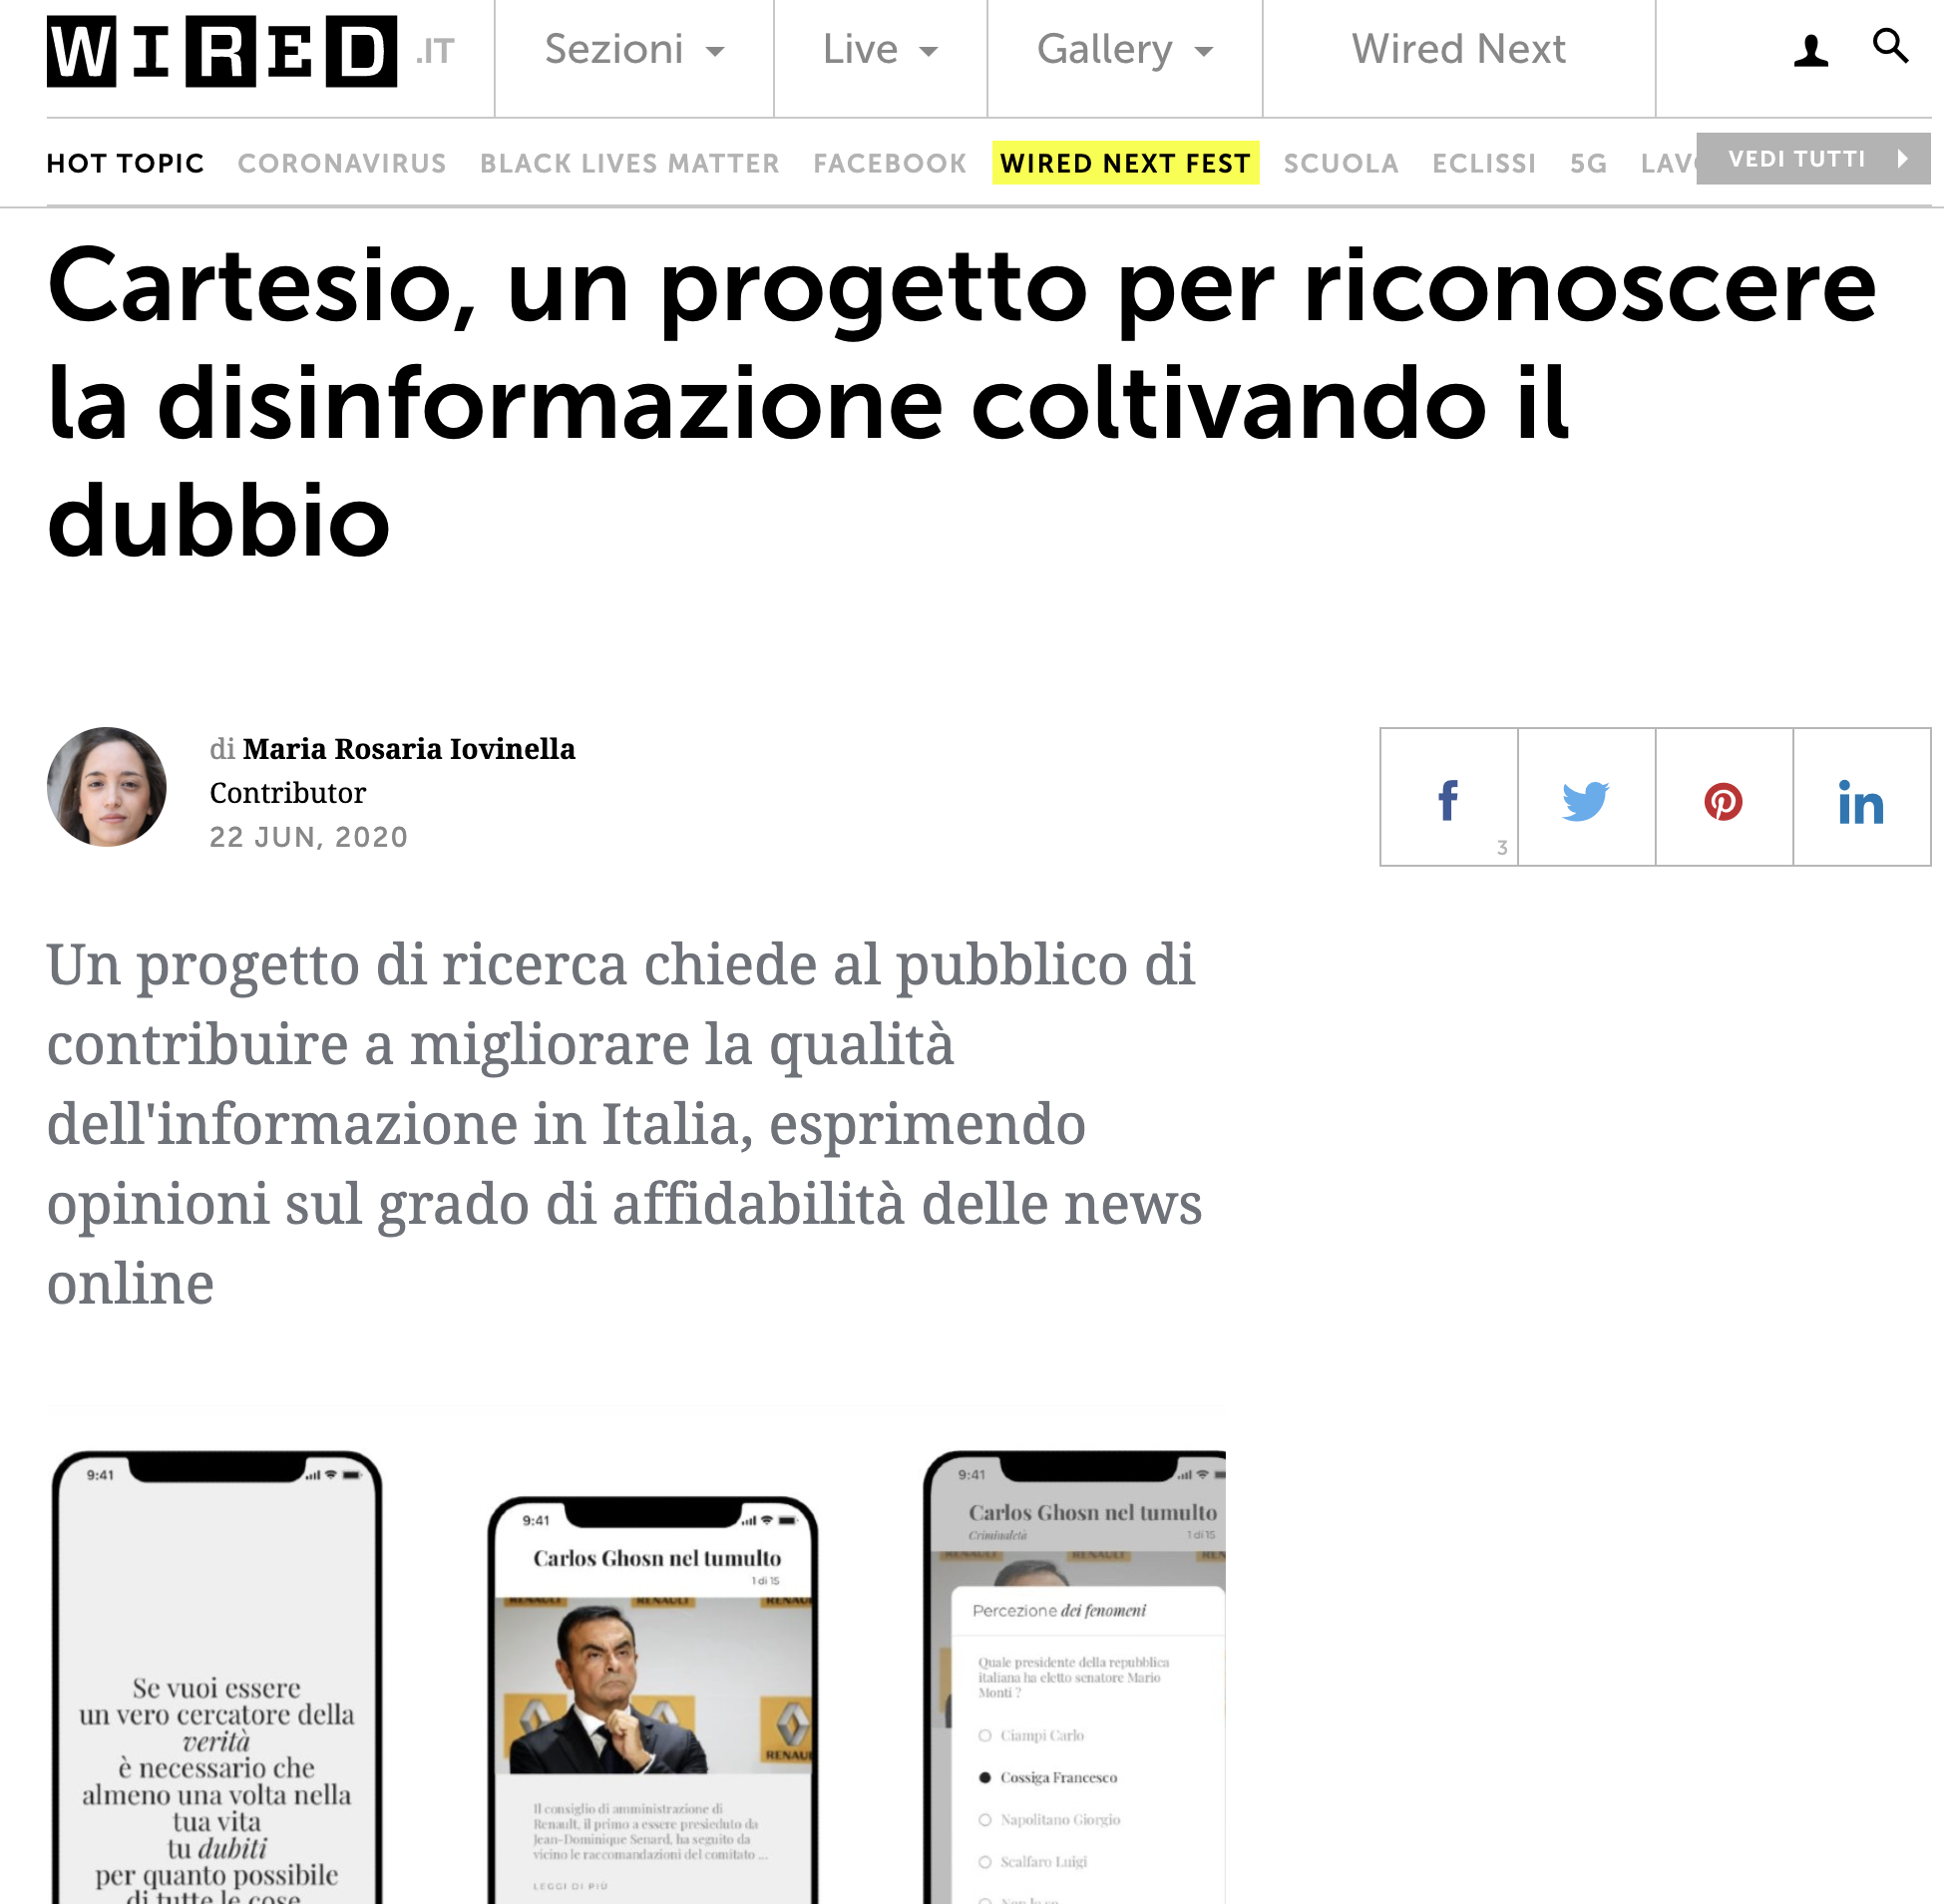 WIRED .IT
Sezioni
Live
Gallery
Wired Next
HOT TOPIC CORONAVIRUS BLACK LIVES MATTER FACEBOOK WIRED NEXT FEST SCUOLA ECLISSI 5G LAV VEDI TUTTI
Cartesio, un progetto per riconoscere
la disinformazione coltivando il
dubbio
di Maria Rosaria Iovinella
Contributor
22 JUN, 2020
3
Un progetto di ricerca chiede al pubblico di
contribuire a migliorare la qualità
dell'informazione in Italia, esprimendo
opinioni sul grado di affidabilità delle news
online
9:41
Se vuoi essere
un vero cercatore della
verità
è necessario che
almeno una volta nella
tua vita
tu dubiti
per quanto possibile
di tutte le cose
9:41
Carlos Ghosn nel tumulto
1 di 15
RENAULT RENAULT RENAU
RENAUL
Il consiglio di amministrazione di
Renault, il primo a essere presieduto da
Jean-Dominique Senard, ha seguito da
vicino le raccomandazioni del comitato ...
LEGGI DI PIÙ
9:41
Carlos Ghosn nel tumulto
Criminaletà
1 di 15
RENAULT RENAULT REN
Percezione dei fenomeni
Quale presidente della repubblica
italiana ha eletto senatore Mario
Monti ?
Ciampi Carlo
Cossiga Francesco
Napolitano Giorgio
Scalfaro Luigi